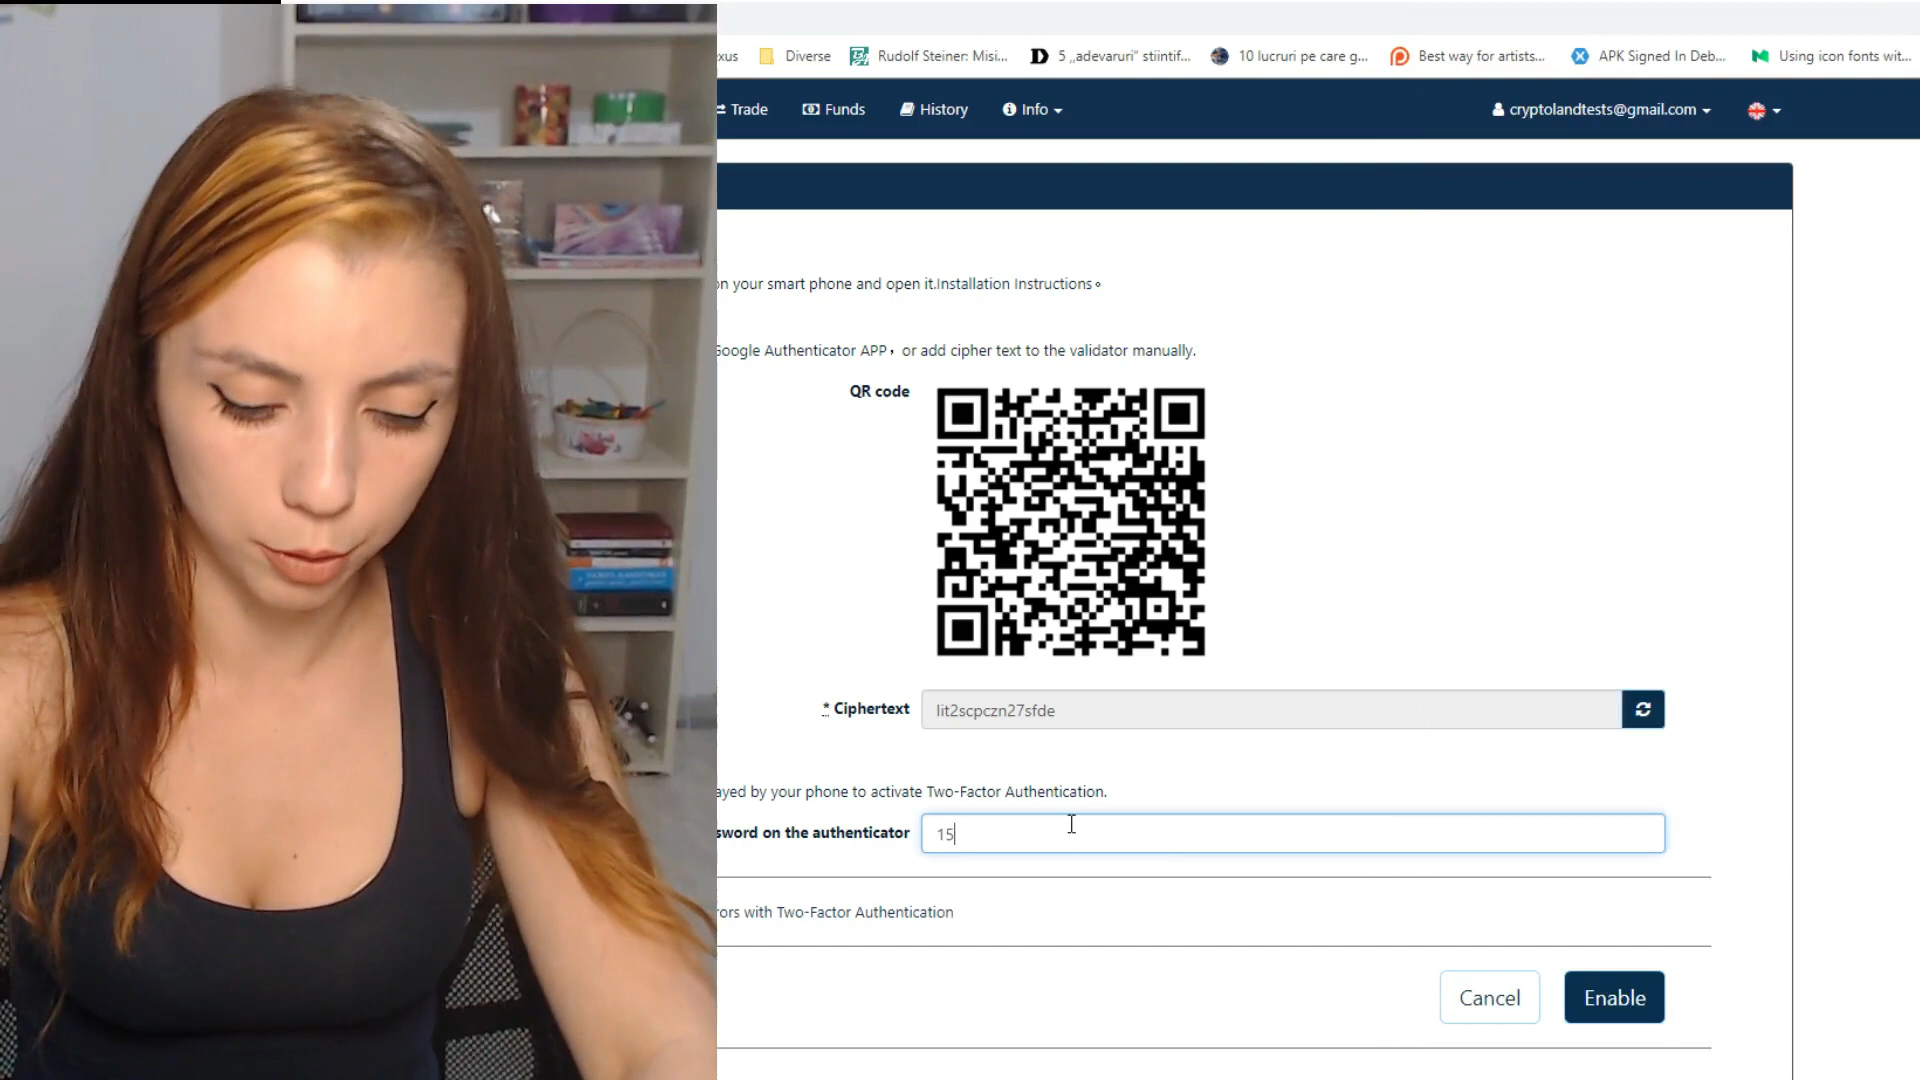 xus Diverse Rudolf Steiner: Misi... 5 „adevaruri" stiintif... 10 lucruri pe care g... Best way for artists... APK Signed In Deb... Using icon fonts wit...
Trade Funds History Info cryptolandtests@gmail.com
on your smart phone and open it.Installation Instructions。
Google Authenticator APP，or add cipher text to the validator manually.
QR code
* Ciphertext lit2scpczn27sfde
ayed by your phone to activate Two-Factor Authentication.
sword on the authenticator 15
rors with Two-Factor Authentication
Cancel Enable